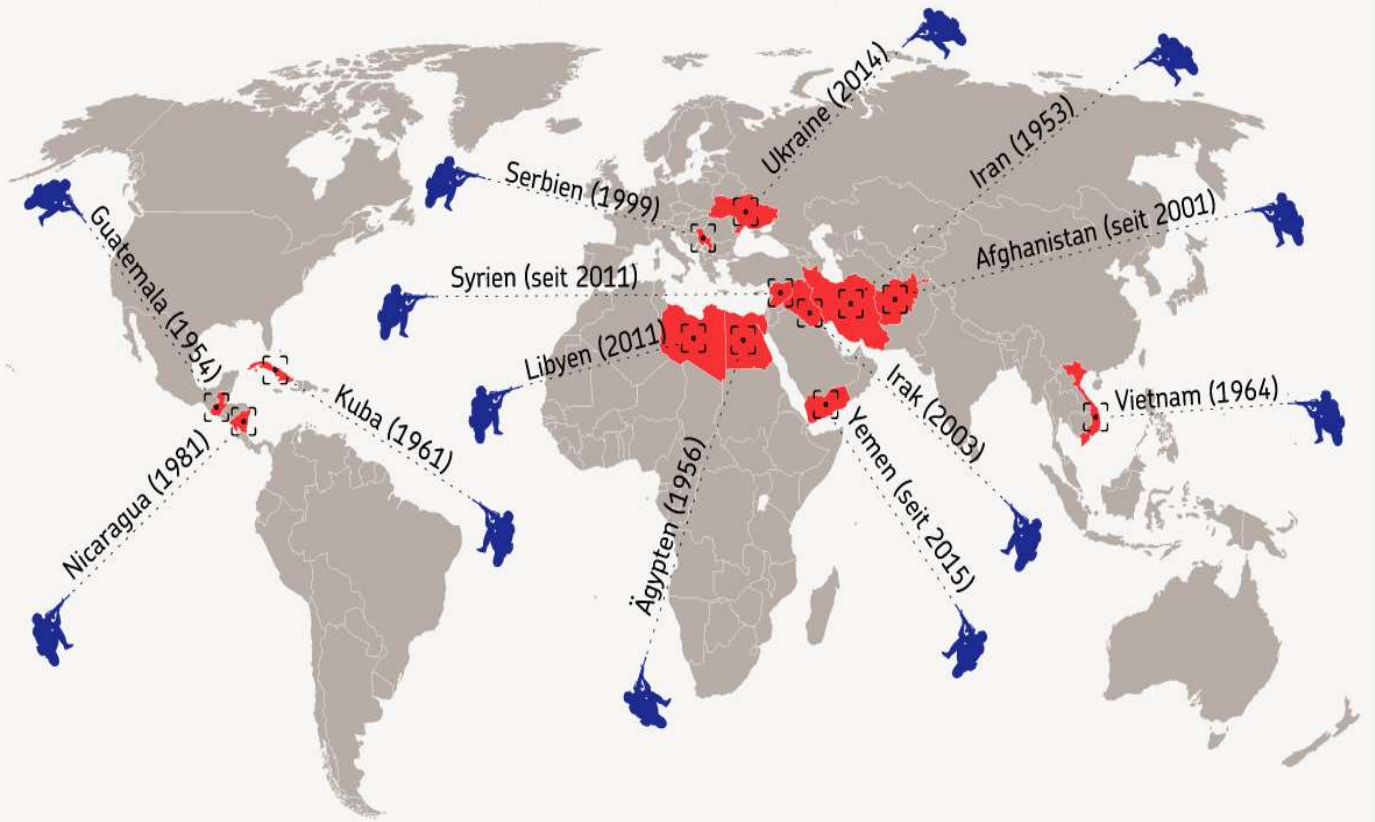 Ukraine (2014)
Iran (1953)
Serbien (1999)
Afghanistan (seit 2001)
Guatemala (1954)
Syrien (seit 2011)
Libyen (2011)
Kuba (1961)
Irak (2003)
Vietnam (1964)
Nicaragua (1981)
Ägypten (1956)
Yemen (seit 2015)